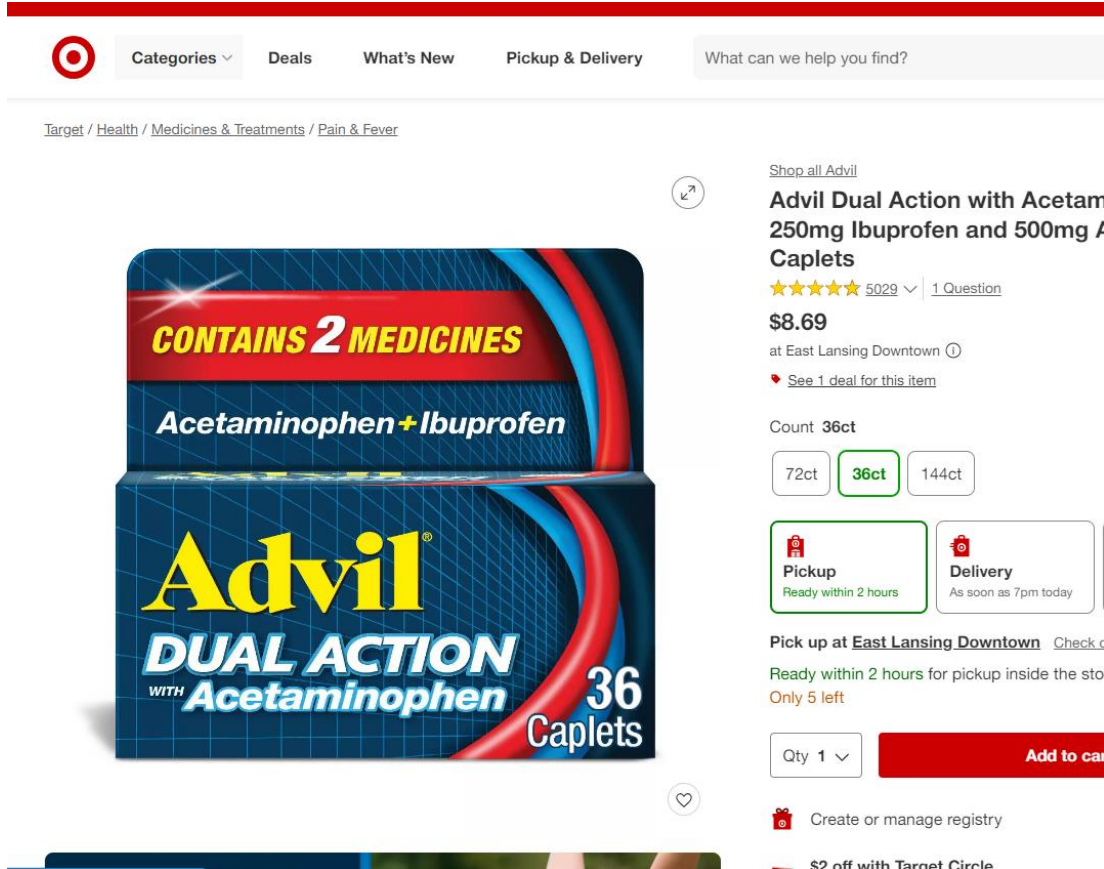 Categories Deals What's New Pickup & Delivery What can we help you find?
Target / Health / Medicines & Treatments / Pain & Fever
CONTAINS 2 MEDICINES
Acetaminophen+Ibuprofen
Advil®
DUAL ACTION
WITH Acetaminophen
36
Caplets
Shop all Advil
Advil Dual Action with Acetam
250mg Ibuprofen and 500mg A
Caplets
5029 1 Question
$8.69
at East Lansing Downtown
See 1 deal for this item
Count 36ct
72ct 36ct 144ct
Pickup
Ready within 2 hours
Delivery
As soon as 7pm today
Pick up at East Lansing Downtown Check o
Ready within 2 hours for pickup inside the sto
Only 5 left
Qty 1
Add to car
Create or manage registry
$2 off with Target Circle